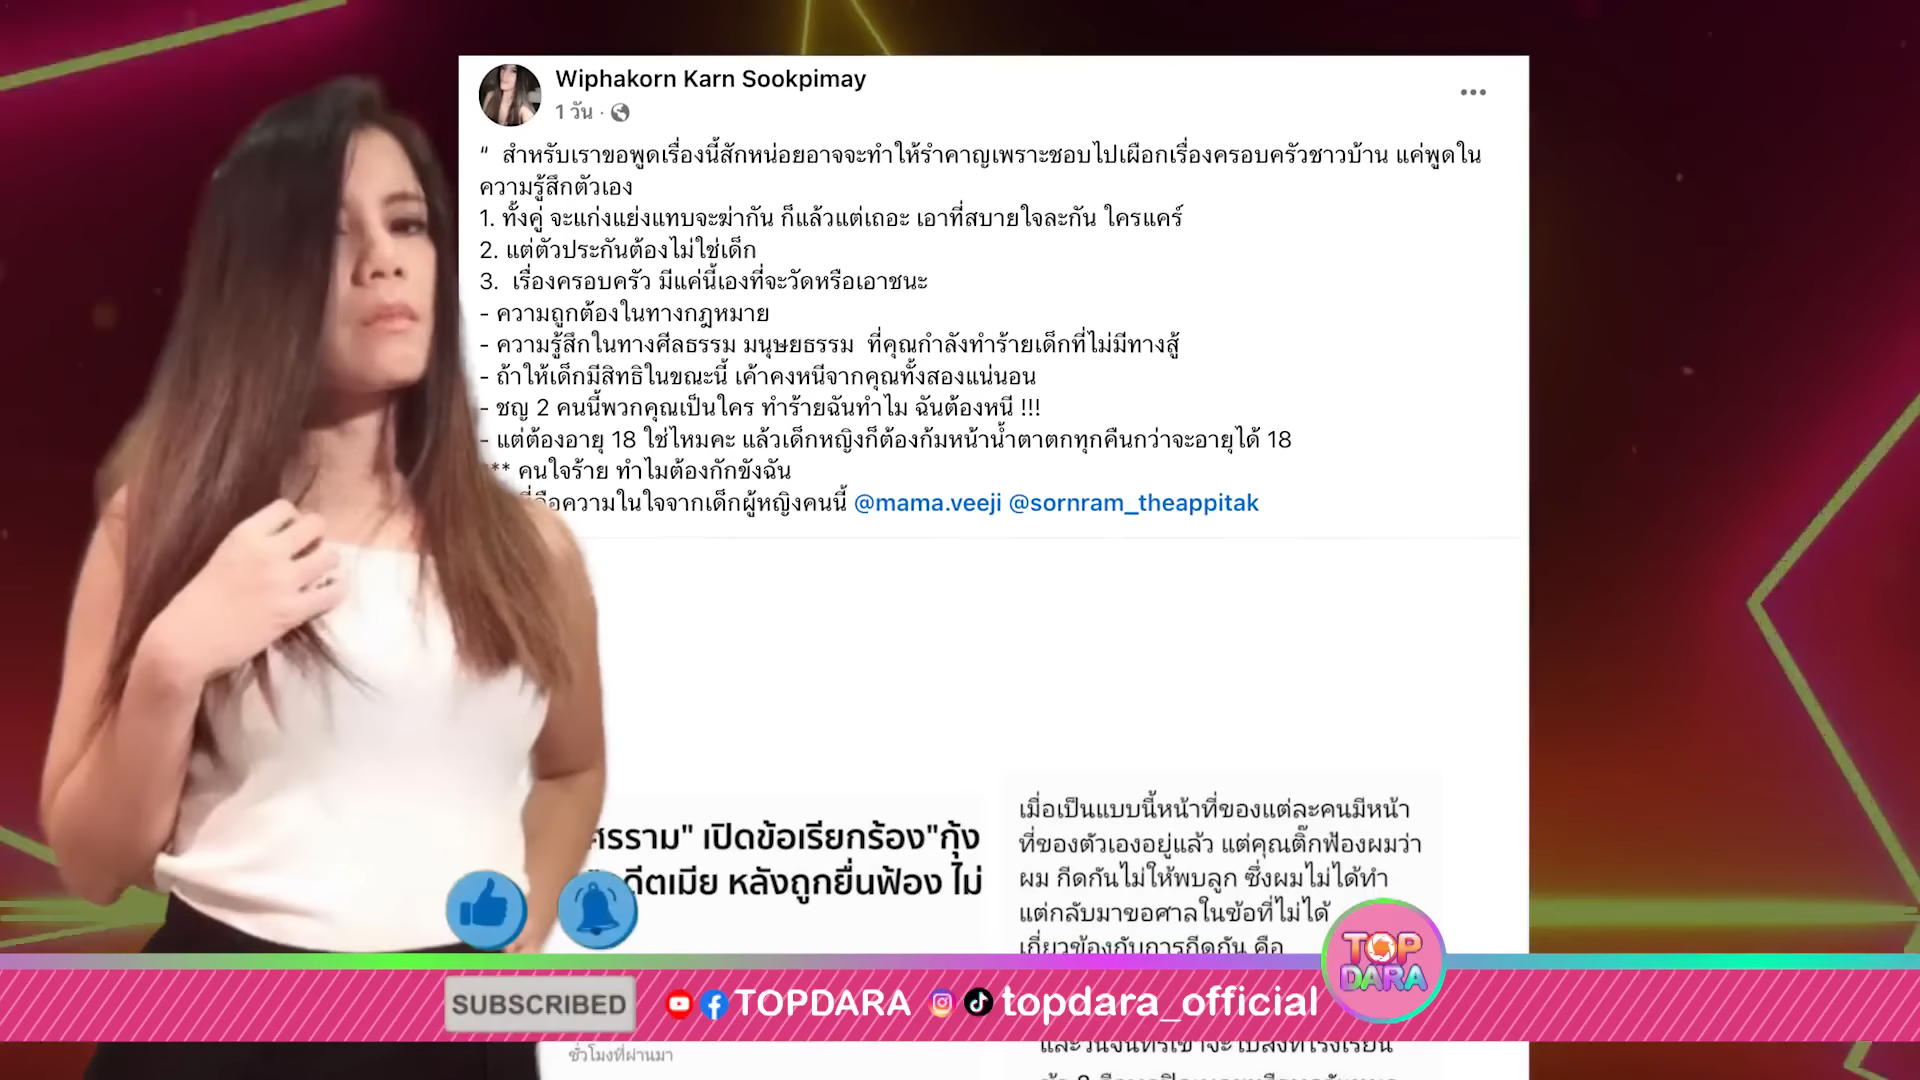 Wiphakorn Karn Sookpimay
1 วัน ·
“ สำหรับเราขอพูดเรื่องนี้สักหน่อยอาจจะทำให้รำคาญเพราะชอบไปเผือกเรื่องครอบครัวชาวบ้าน แค่พูดใน
ความรู้สึกตัวเอง
1. ทั้งคู่ จะแก่งแย่งแทบจะฆ่ากัน ก็แล้วแต่เถอะ เอาที่สบายใจละกัน ใครแคร์
2. แต่ตัวประกันต้องไม่ใช่เด็ก
3. เรื่องครอบครัว มีแค่นี้เองที่จะวัดหรือเอาชนะ
- ความถูกต้องในทางกฎหมาย
- ความรู้สึกในทางศีลธรรม มนุษยธรรม ที่คุณกำลังทำร้ายเด็กที่ไม่มีทางสู้
- ถ้าให้เด็กมีสิทธิในขณะนี้ เค้าคงหนีจากคุณทั้งสองแน่นอน
- ชญ 2 คนนี้พวกคุณเป็นใคร ทำร้ายฉันทำไม ฉันต้องหนี !!!
- แต่ต้องอายุ 18 ใช่ไหมคะ แล้วเด็กหญิงก็ต้องก้มหน้าน้ำตาตกทุกคืนกว่าจะอายุได้ 18
** คนใจร้าย ทำไมต้องกักขังฉัน
คือความในใจจากเด็กผู้หญิงคนนี้ @mama.veeji @sornram_theappitak
ศรราม" เปิดข้อเรียกร้อง"กุ้ง
ดีตเมีย หลังถูกยื่นฟ้อง ไม่
เมื่อเป็นแบบนี้หน้าที่ของแต่ละคนมีหน้า
ที่ของตัวเองอยู่แล้ว แต่คุณติ๊กฟ้องผมว่า
ผม กีดกันไม่ให้พบลูก ซึ่งผมไม่ได้ทำ
แต่กลับมาขอศาลในข้อที่ไม่ได้
เกี่ยวข้องกับการกีดกัน คือ
TOP DARA
SUBSCRIBED TOPDARA topdara_official
ชั่วโมงที่ผ่านมา